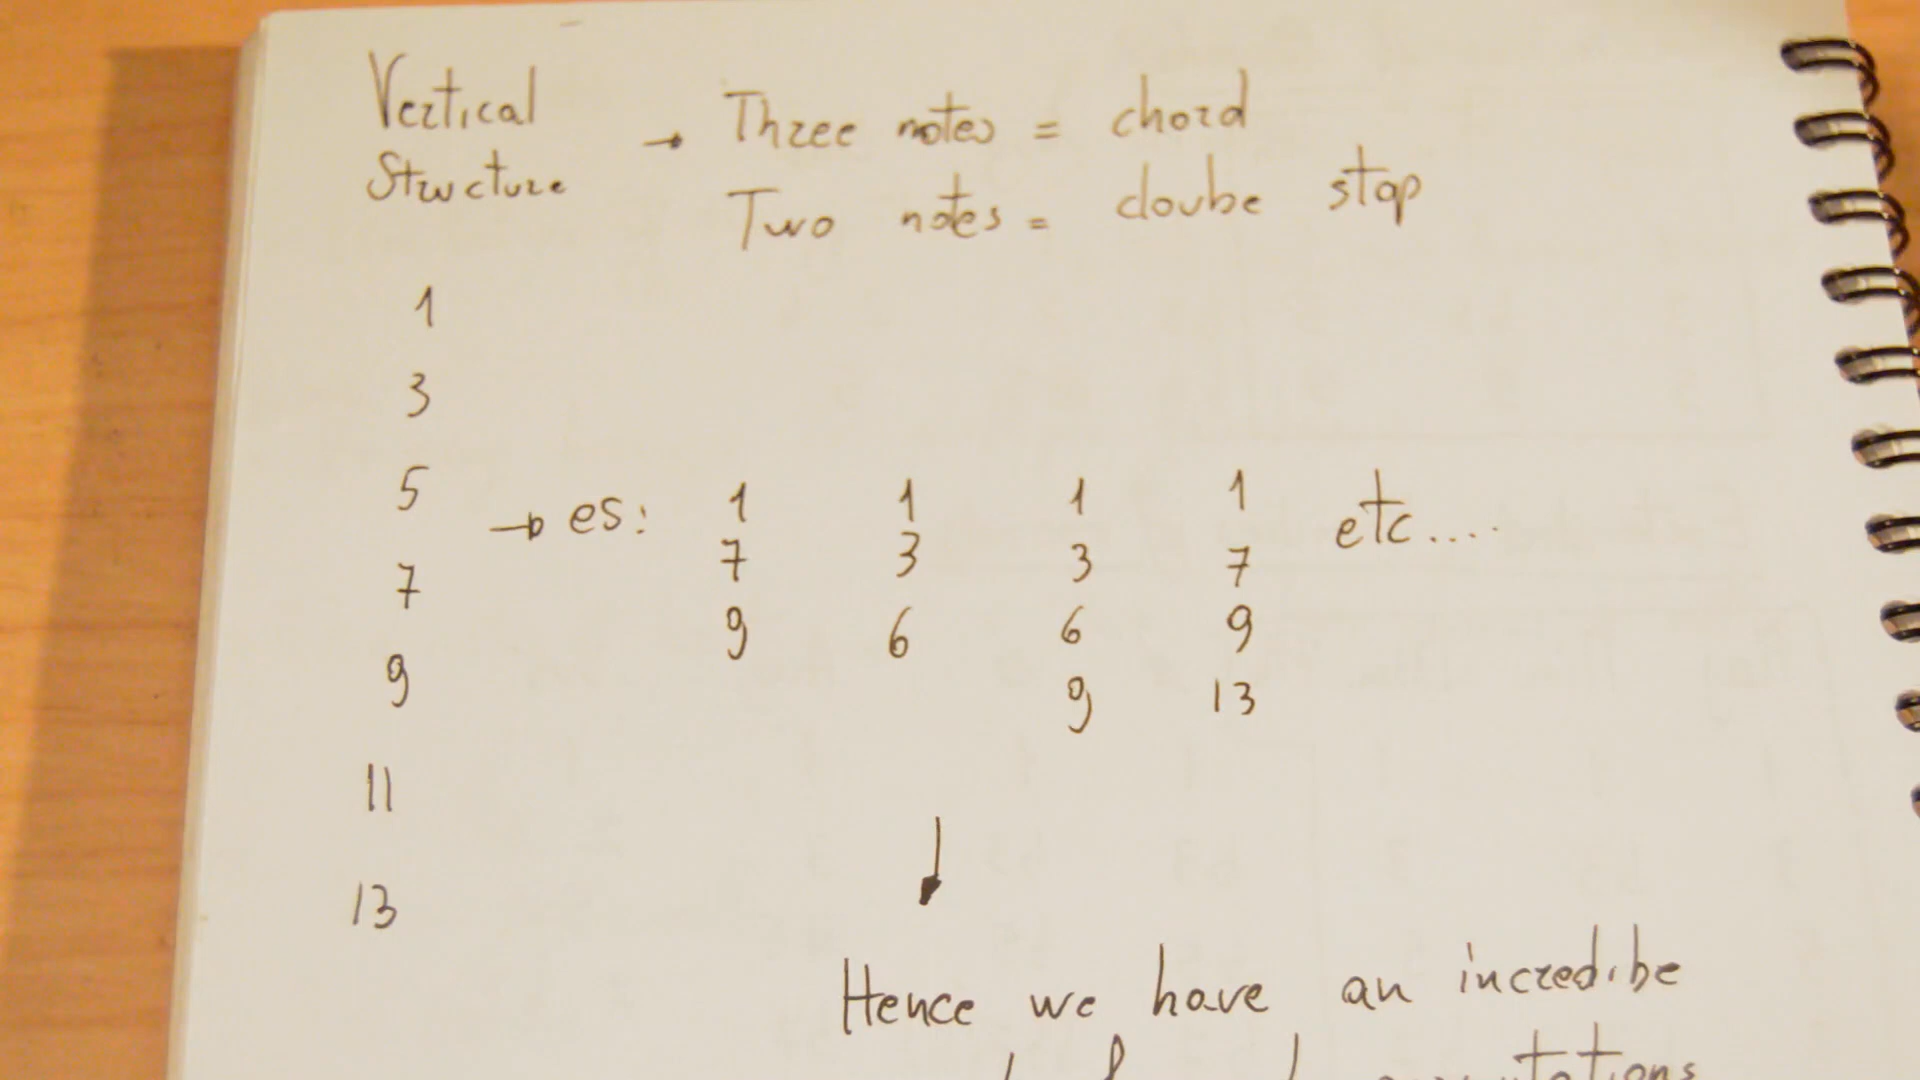 Vertical
Structure
→ Three notes = chord
Two notes = doube stop
1
3
5
7
9
11
13
→ es:
1 1 1 1 etc....
7 3 3 7
9 6 6 9
9 13
Hence we have an incredibe